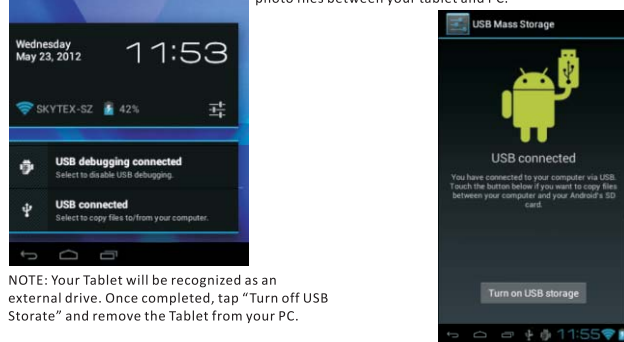 photo files between your tablet and PC.
Wednesday
May 23, 2012
11:53
SKYTEX-SZ 42%
USB debugging connected
Select to disable USB debugging.
USB connected
Select to copy files to/from your computer.
NOTE: Your Tablet will be recognized as an
external drive. Once completed, tap “Turn off USB
Storate” and remove the Tablet from your PC.
USB Mass Storage
USB connected
You have connected to your computer via USB.
Touch the button below if you want to copy files
between your computer and your Android's SD
card.
Turn on USB storage
11:55